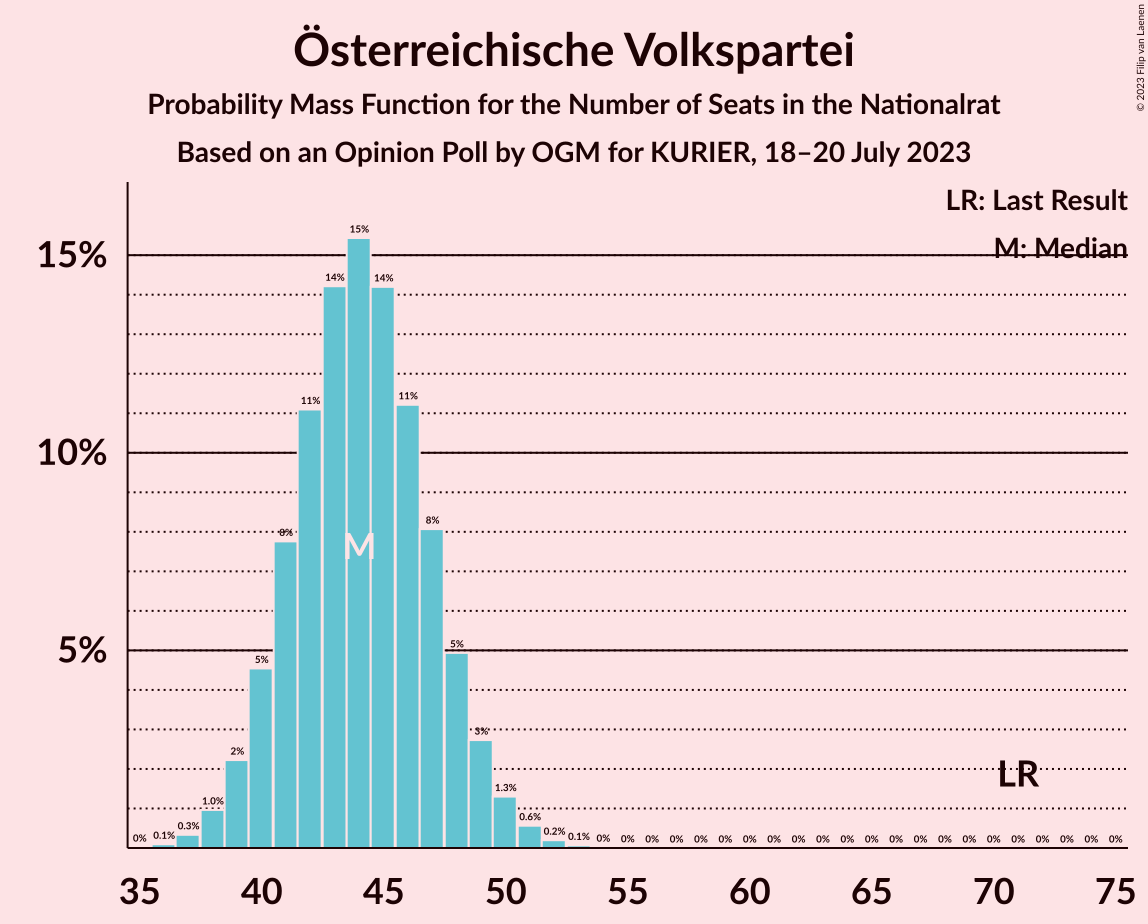 Österreichische Volkspartei
Probability Mass Function for the Number of Seats in the Nationalrat
Based on an Opinion Poll by OGM for KURIER, 18–20 July 2023
© 2023 Filip van Laenen
LR: Last Result
M: Median
15%
10%
5%
0% 0.1% 0.3% 1.0% 2% 5% 8% 11% 14% 15% 14% 11% 8% 5% 3% 1.3% 0.6% 0.2% 0.1% 0% 0% 0% 0% 0% 0% 0% 0% 0% 0% 0% 0% 0% 0% 0% 0% 0% 0% 0% 0% 0% 0%
M
LR
35 40 45 50 55 60 65 70 75